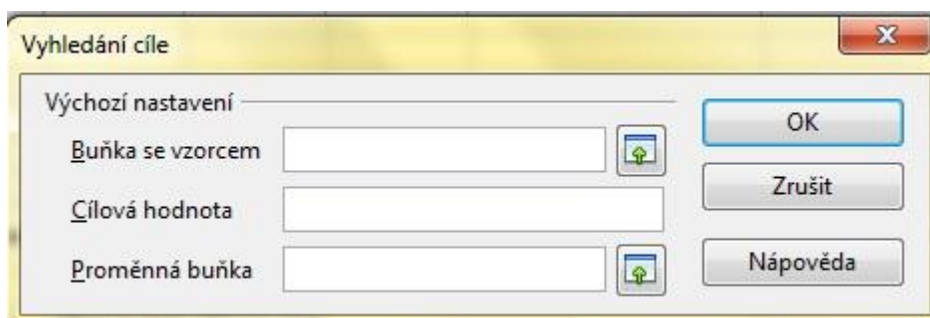 Vyhledání cíle
Výchozí nastavení
Buňka se vzorcem
Cílová hodnota
Proměnná buňka
OK
Zrušit
Nápověda